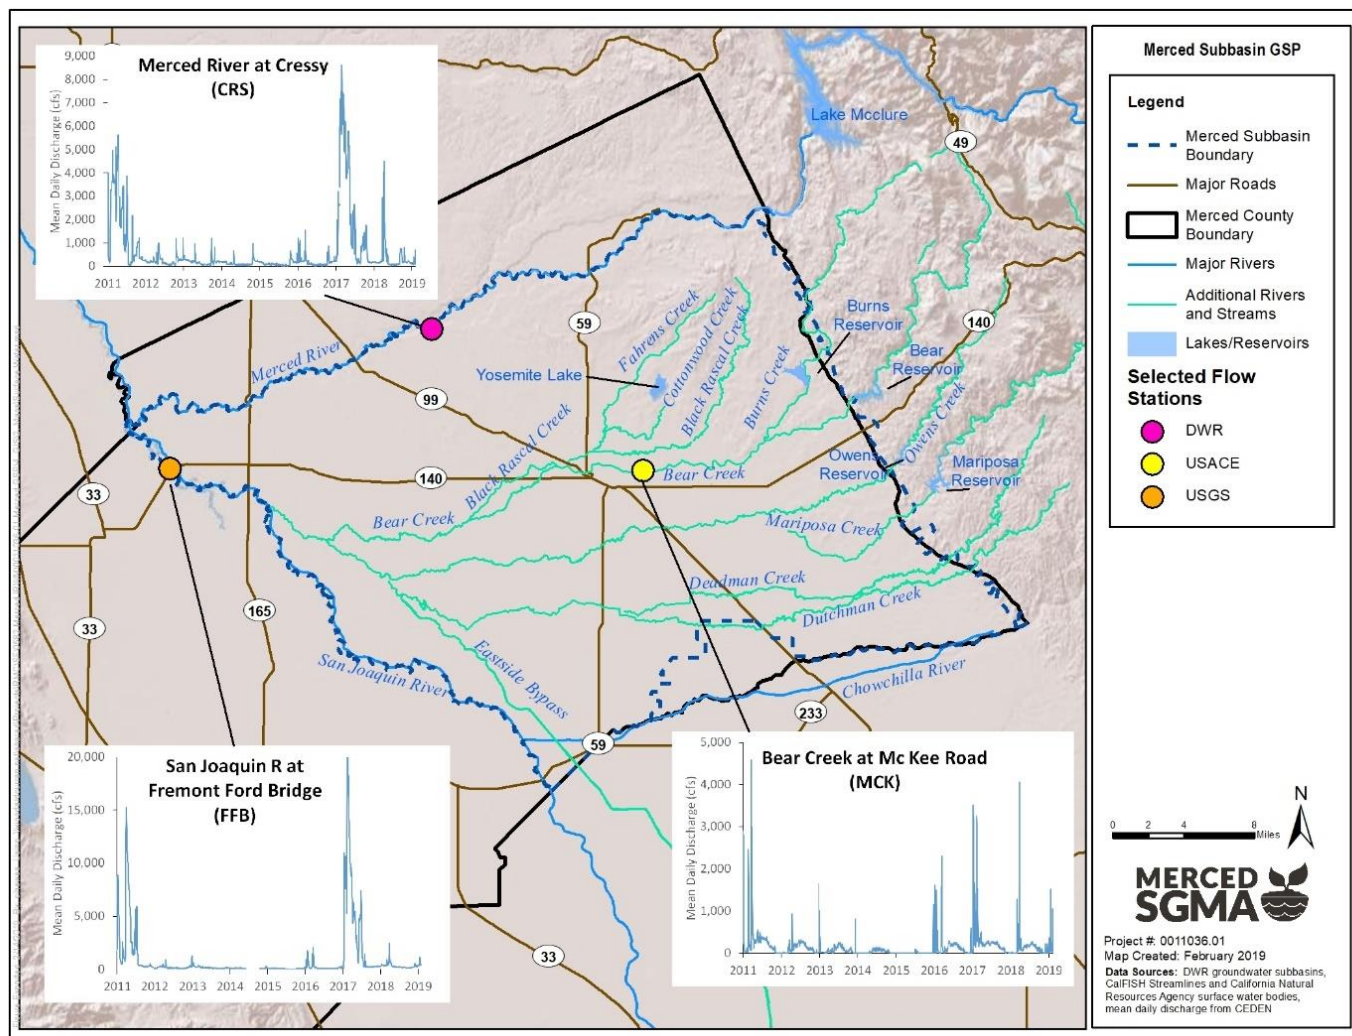 Merced River at Cressy
(CRS)
Mean Daily Discharge (cfs)
9,000
8,000
7,000
6,000
5,000
4,000
3,000
2,000
1,000
0
2011 2012 2013 2014 2015 2016 2017 2018 2019
Lake Mcclure
49
59
140
Fahrens Creek
Cottonwood Creek
Black Rascal Creek
Burns Creek
Burns
Reservoir
Bear
Reservoir
Yosemite Lake
Merced River
99
Black Rascal Creek
Owens Creek
Owens
Reservoir
Mariposa
Reservoir
33
140
Bear Creek
Bear Creek
Mariposa Creek
Deadman Creek
Dutchman Creek
33
165
San Joaquin River
Eastside Bypass
Chowchilla River
233
59
33
San Joaquin R at
Fremont Ford Bridge
(FFB)
Mean Daily Discharge (cfs)
20,000
15,000
10,000
5,000
0
2011 2012 2013 2014 2015 2016 2017 2018 2019
Bear Creek at Mc Kee Road
(MCK)
Mean Daily Discharge (cfs)
5,000
4,000
3,000
2,000
1,000
0
2011 2012 2013 2014 2015 2016 2017 2018 2019
Merced Subbasin GSP
Legend
Merced Subbasin
Boundary
Major Roads
Merced County
Boundary
Major Rivers
Additional Rivers
and Streams
Lakes/Reservoirs
Selected Flow
Stations
DWR
USACE
USGS
N
0 2 4 8
Miles
MERCED
SGMA
Project #: 0011036.01
Map Created: February 2019
Data Sources: DWR groundwater subbasins,
CalFISH Streamlines and California Natural
Resources Agency surface water bodies,
mean daily discharge from CEDEN